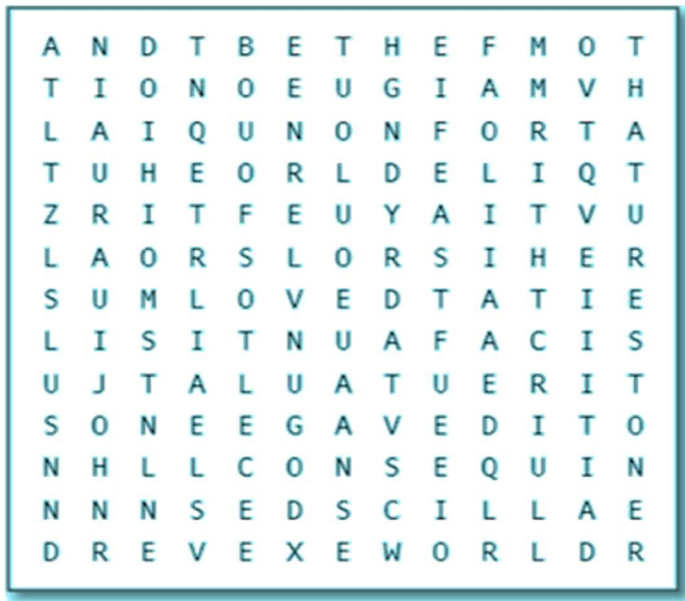 A N D T B E T H E F M O T
T I O N O E U G I A M V H
L A I Q U N O N F O R T A
T U H E O R L D E L I Q T
Z R I T F E U Y A I T V U
L A O R S L O R S I H E R
S U M L O V E D T A T I E
L I S I T N U A F A C I S
U J T A L U A T U E R I T
S O N E E G A V E D I T O
N H L L C O N S E Q U I N
N N N S E D S C I L L A E
D R E V E X E W O R L D R